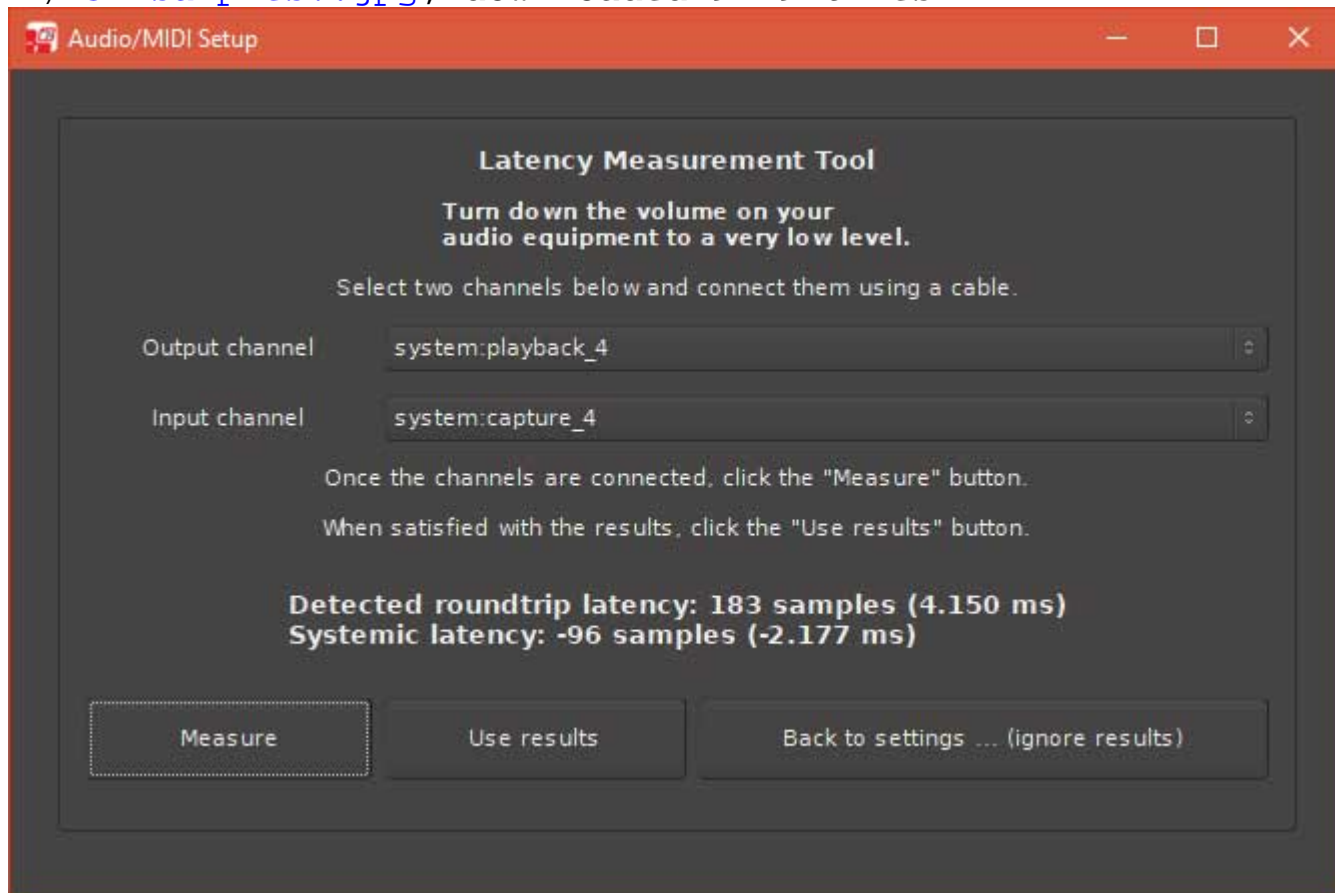 Audio/MIDI Setup
Latency Measurement Tool
Turn down the volume on your
audio equipment to a very low level.
Select two channels below and connect them using a cable.
Output channel system:playback_4
Input channel system:capture_4
Once the channels are connected, click the "Measure" button.
When satisfied with the results, click the "Use results" button.
Detected roundtrip latency: 183 samples (4.150 ms)
Systemic latency: -96 samples (-2.177 ms)
Measure Use results Back to settings ... (ignore results)